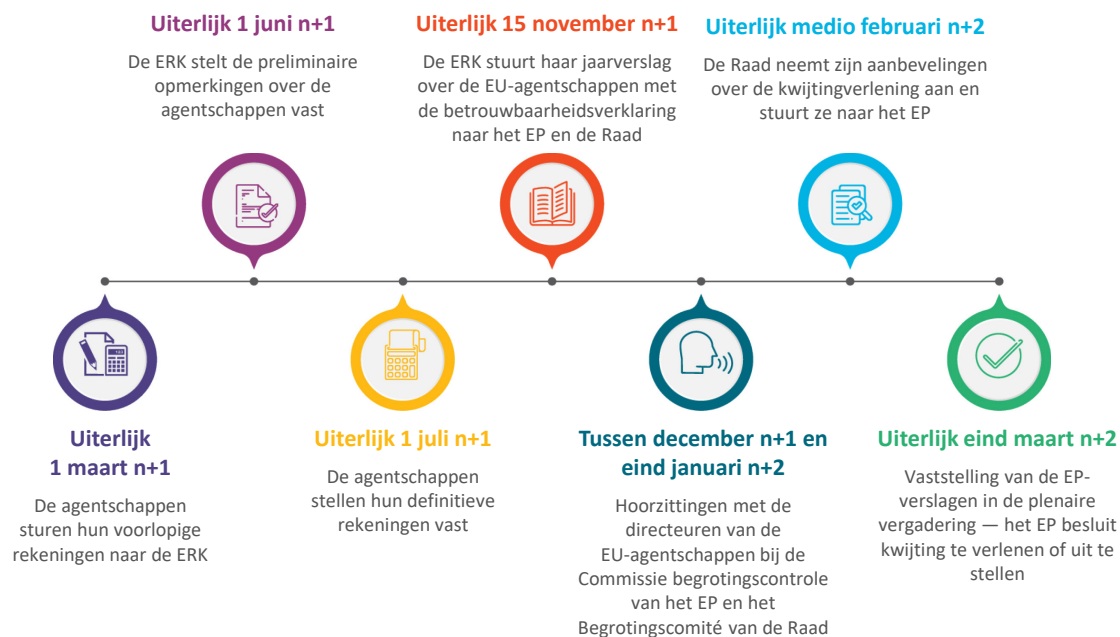 Uiterlijk 1 juni n+1
De ERK stelt de preliminaire
opmerkingen over de
agentschappen vast
Uiterlijk 15 november n+1
De ERK stuurt haar jaarverslag
over de EU-agentschappen met
de betrouwbaarheidsverklaring
naar het EP en de Raad
Uiterlijk medio februari n+2
De Raad neemt zijn aanbevelingen
over de kwijtingverlening aan en
stuurt ze naar het EP
Uiterlijk
1 maart n+1
De agentschappen
sturen hun voorlopige
rekeningen naar de ERK
Uiterlijk 1 juli n+1
De agentschappen
stellen hun definitieve
rekeningen vast
Tussen december n+1 en
eind januari n+2
Hoorzittingen met de
directeuren van de
EU-agentschappen bij de
Commissie begrotingscontrole
van het EP en het
Begrotingscomité van de Raad
Uiterlijk eind maart n+2
Vaststelling van de EP-
verslagen in de plenaire
vergadering — het EP besluit
kwijting te verlenen of uit te
stellen